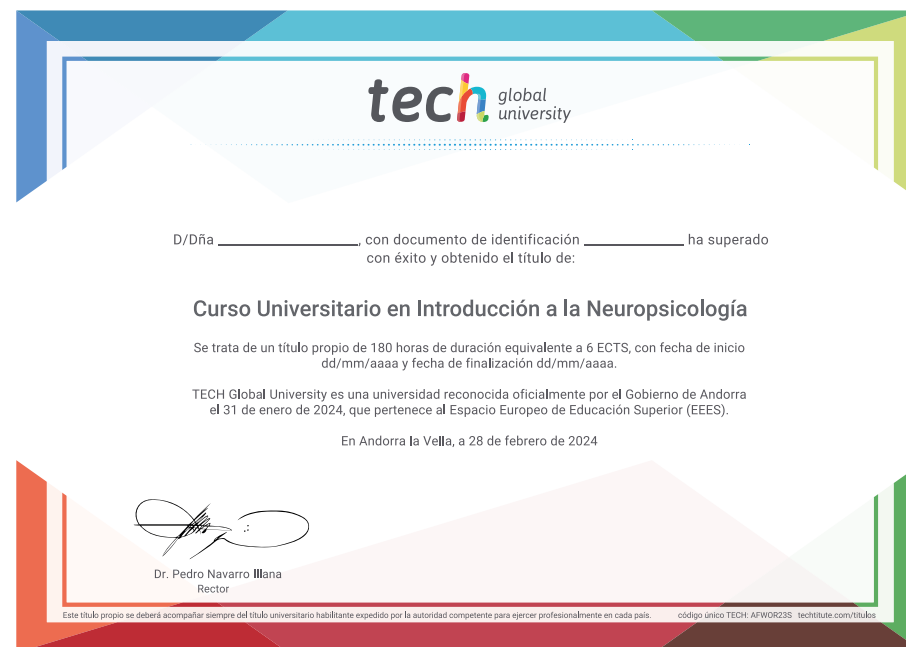 tech global university
D/Dña ____________________, con documento de identificación ______________ ha superado
con éxito y obtenido el título de:
Curso Universitario en Introducción a la Neuropsicología
Se trata de un título propio de 180 horas de duración equivalente a 6 ECTS, con fecha de inicio
dd/mm/aaaa y fecha de finalización dd/mm/aaaa.
TECH Global University es una universidad reconocida oficialmente por el Gobierno de Andorra
el 31 de enero de 2024, que pertenece al Espacio Europeo de Educación Superior (EEES).
En Andorra la Vella, a 28 de febrero de 2024
Dr. Pedro Navarro Illana
Rector
Este título propio se deberá acompañar siempre del título universitario habilitante expedido por la autoridad competente para ejercer profesionalmente en cada país. código único TECH: AFWOR23S techtitute.com/titulos